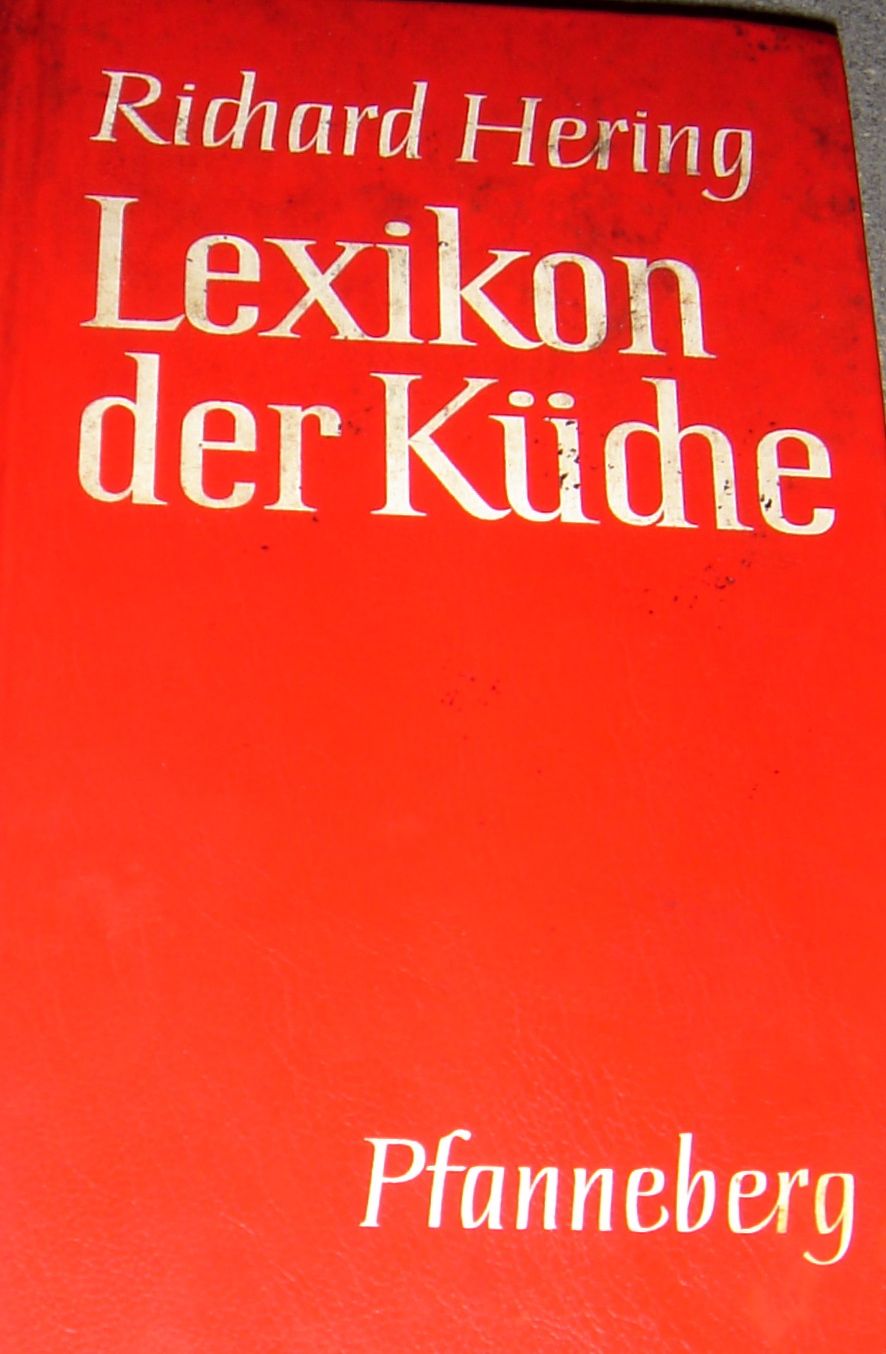 Richard Hering
Lexikon
der Küche
Pfanneberg